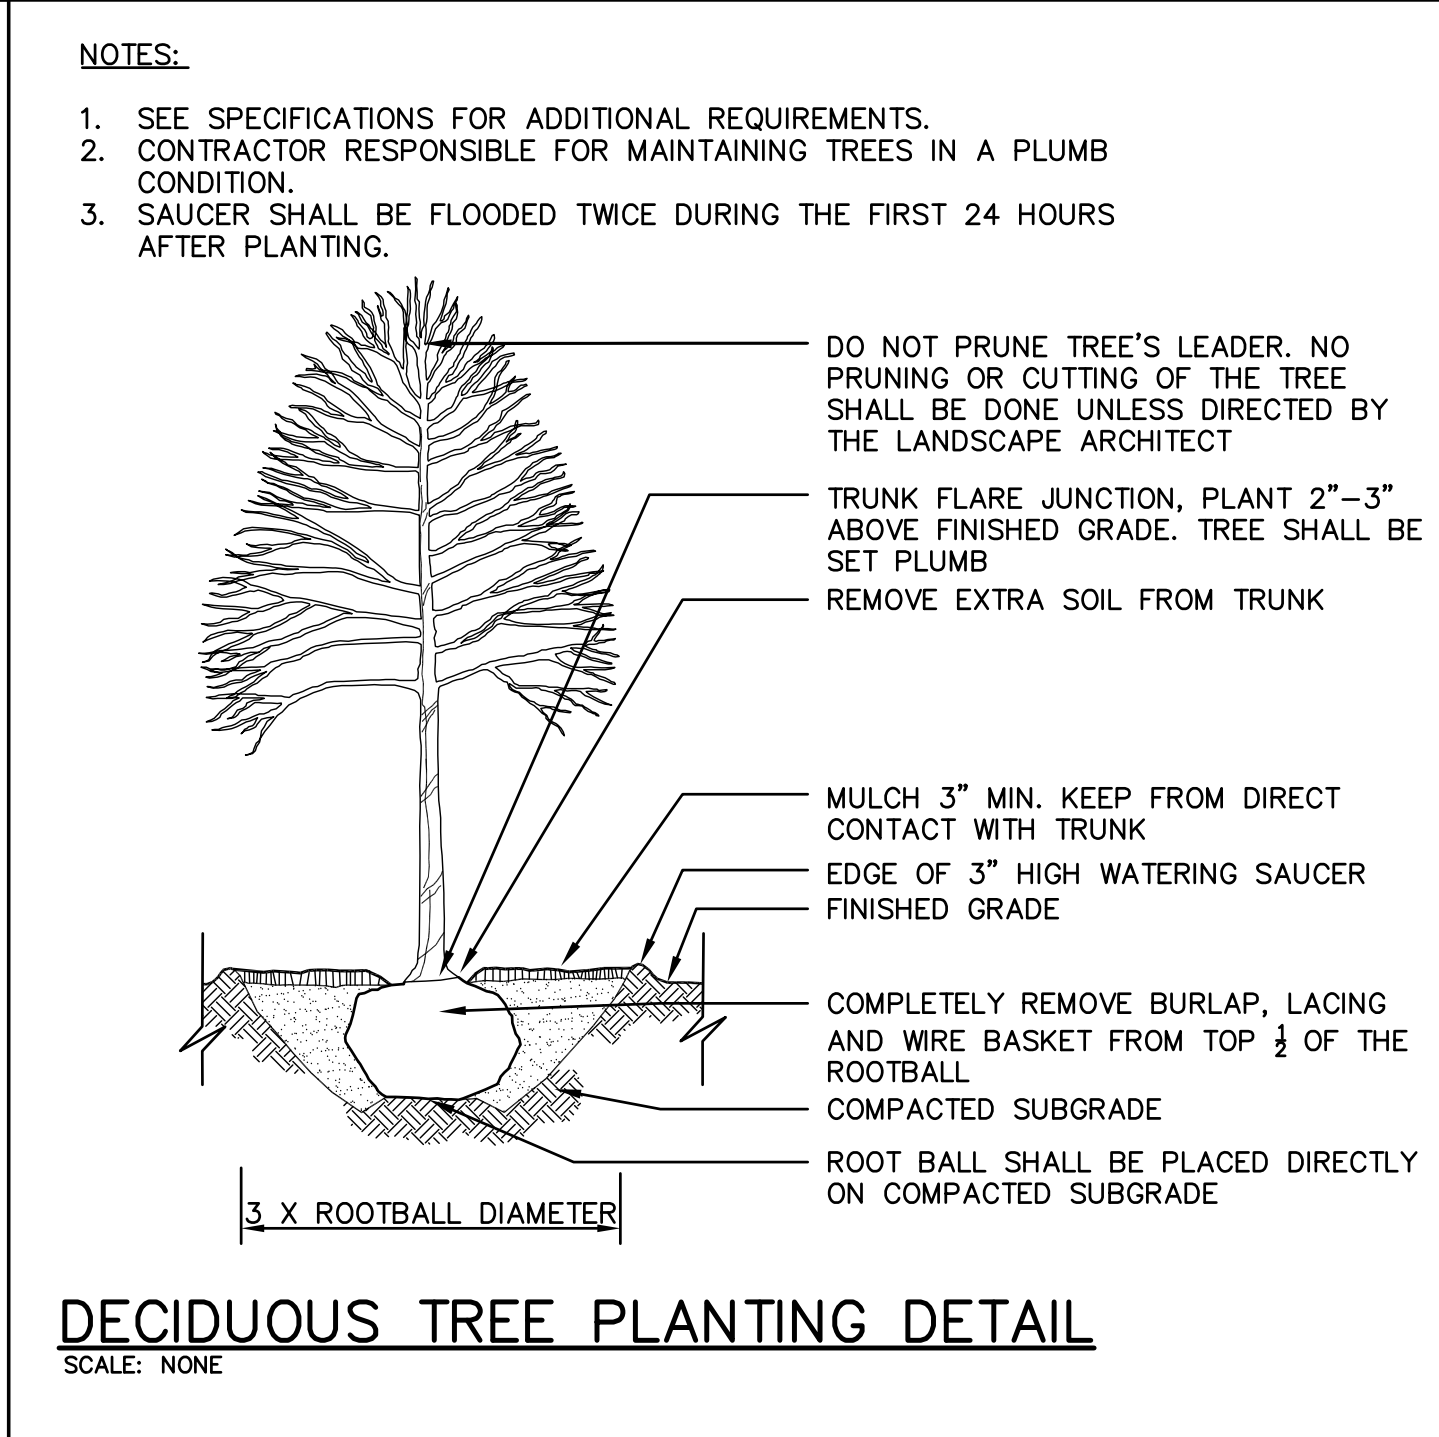 NOTES:
1. SEE SPECIFICATIONS FOR ADDITIONAL REQUIREMENTS.
2. CONTRACTOR RESPONSIBLE FOR MAINTAINING TREES IN A PLUMB
CONDITION.
3. SAUCER SHALL BE FLOODED TWICE DURING THE FIRST 24 HOURS
AFTER PLANTING.
DO NOT PRUNE TREE'S LEADER. NO
PRUNING OR CUTTING OF THE TREE
SHALL BE DONE UNLESS DIRECTED BY
THE LANDSCAPE ARCHITECT
TRUNK FLARE JUNCTION, PLANT 2"-3"
ABOVE FINISHED GRADE. TREE SHALL BE
SET PLUMB
REMOVE EXTRA SOIL FROM TRUNK
MULCH 3" MIN. KEEP FROM DIRECT
CONTACT WITH TRUNK
EDGE OF 3" HIGH WATERING SAUCER
FINISHED GRADE
COMPLETELY REMOVE BURLAP, LACING
AND WIRE BASKET FROM TOP ½ OF THE
ROOTBALL
COMPACTED SUBGRADE
ROOT BALL SHALL BE PLACED DIRECTLY
ON COMPACTED SUBGRADE
3 X ROOTBALL DIAMETER
DECIDUOUS TREE PLANTING DETAIL
SCALE: NONE